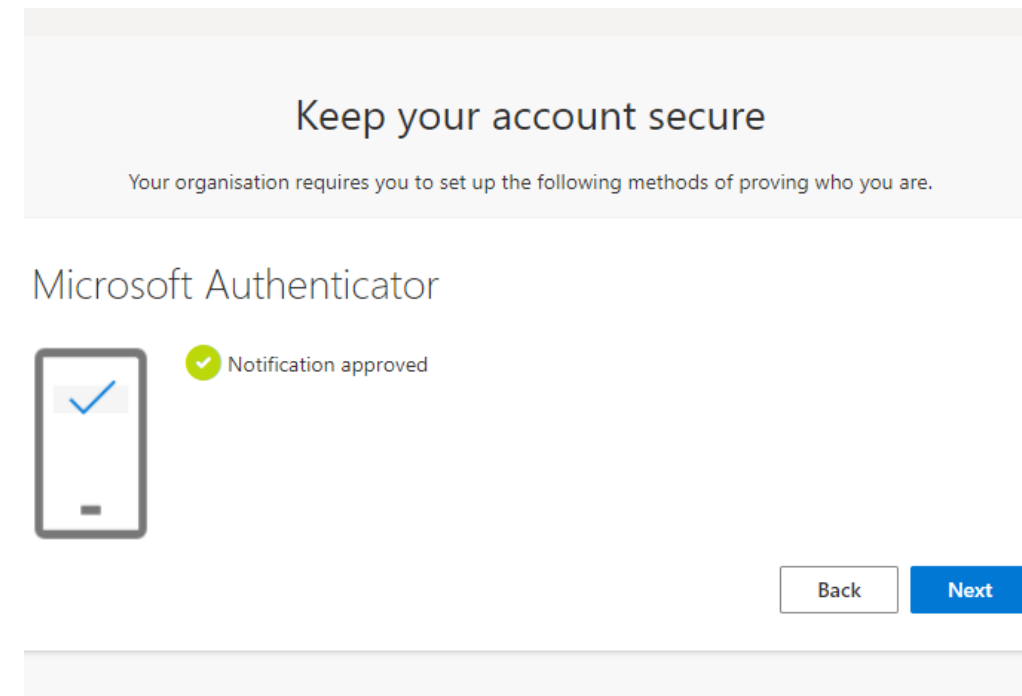 Keep your account secure
Your organisation requires you to set up the following methods of proving who you are.
Microsoft Authenticator
Notification approved
Back
Next